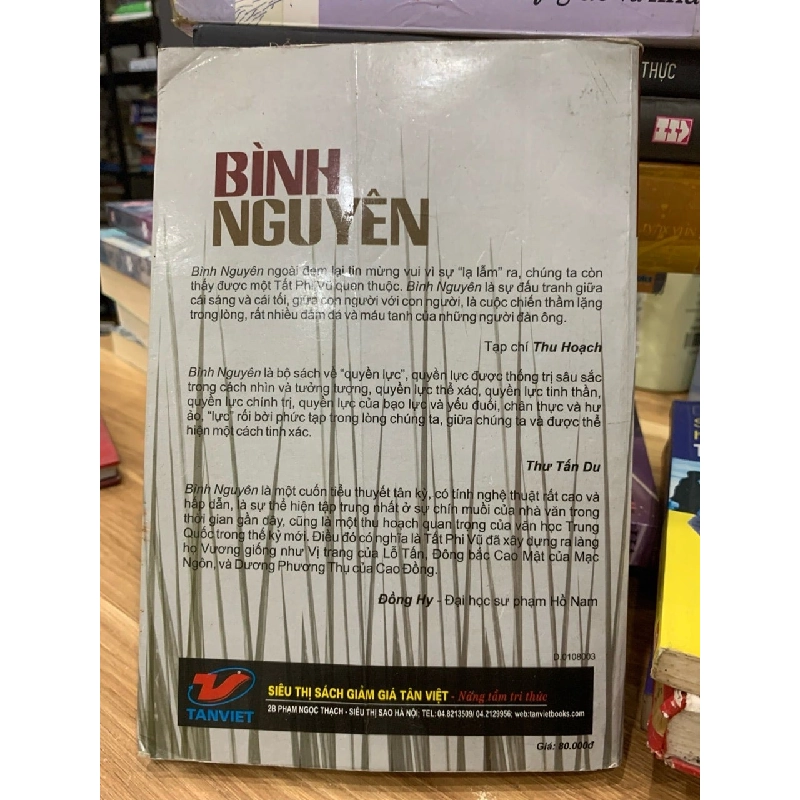 THỰC
BÌNH
NGUYÊN
Bình Nguyên ngoài đem lại tin mừng vui vì sự "lạ lẫm" ra, chúng ta còn
thấy được một Tất Phi Vũ quen thuộc. Bình Nguyên là sự đấu tranh giữa
cái sáng và cái tối, giữa con người với con người, là cuộc chiến thầm lặng
trong lòng, rất nhiều đấm đá và máu tanh của những người đàn ông.
Tạp chí Thu Hoạch
Bình Nguyên là bộ sách về "quyền lực", quyền lực được thống trị sâu sắc
trong cách nhìn và tưởng tượng, quyền lực thể xác, quyền lực tinh thần,
quyền lực chính trị, quyền lực của bạo lực và yếu đuối, chân thực và hư
ảo, "lực" rối bời phức tạp trong lòng chúng ta, giữa chúng ta và được thể
hiện một cách tinh xác.
Thư Tấn Du
Bình Nguyên là một cuốn tiểu thuyết tân kỳ, có tính nghệ thuật rất cao và
hấp dẫn, là sự thể hiện tập trung nhất ở sự chín muồi của nhà văn trong
thời gian gần đây, cũng là một thu hoạch quan trọng của văn học Trung
Quốc trong thế kỷ mới. Điều đó có nghĩa là Tất Phi Vũ đã xây dựng ra làng
họ Vương giống như Vị trang của Lỗ Tấn, Đông bắc Cao Mật của Mạc
Ngôn, và Dương Phương Thụ của Cao Đồng.
Đồng Hy - Đại học sư phạm Hồ Nam
D.0108003
TANVIET
SIÊU THỊ SÁCH GIẢM GIÁ TÂN VIỆT - Nâng tầm tri thức
2B PHẠM NGỌC THẠCH - SIÊU THỊ SAO HÀ NỘI; TEL: 04.8213509/ 04.2129956; web:tanvietbooks.com
Giá: 80.000đ